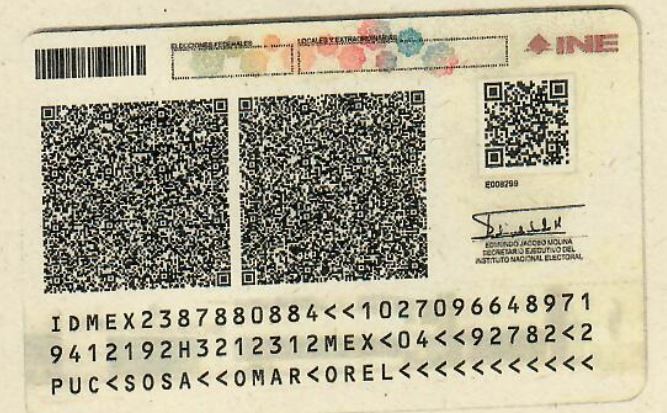 ELECCIONES FEDERALES
LOCALES Y EXTRAORDINARIAS
INE
E008299
EDMUNDO JACOBO MOLINA
SECRETARIO EJECUTIVO DEL
INSTITUTO NACIONAL ELECTORAL
IDMEX2387880884<<1027096648971
9412192H3212312MEX<04<<92782<2
PUC<SOSA<<OMAR<OREL<<<<<<<<<<<